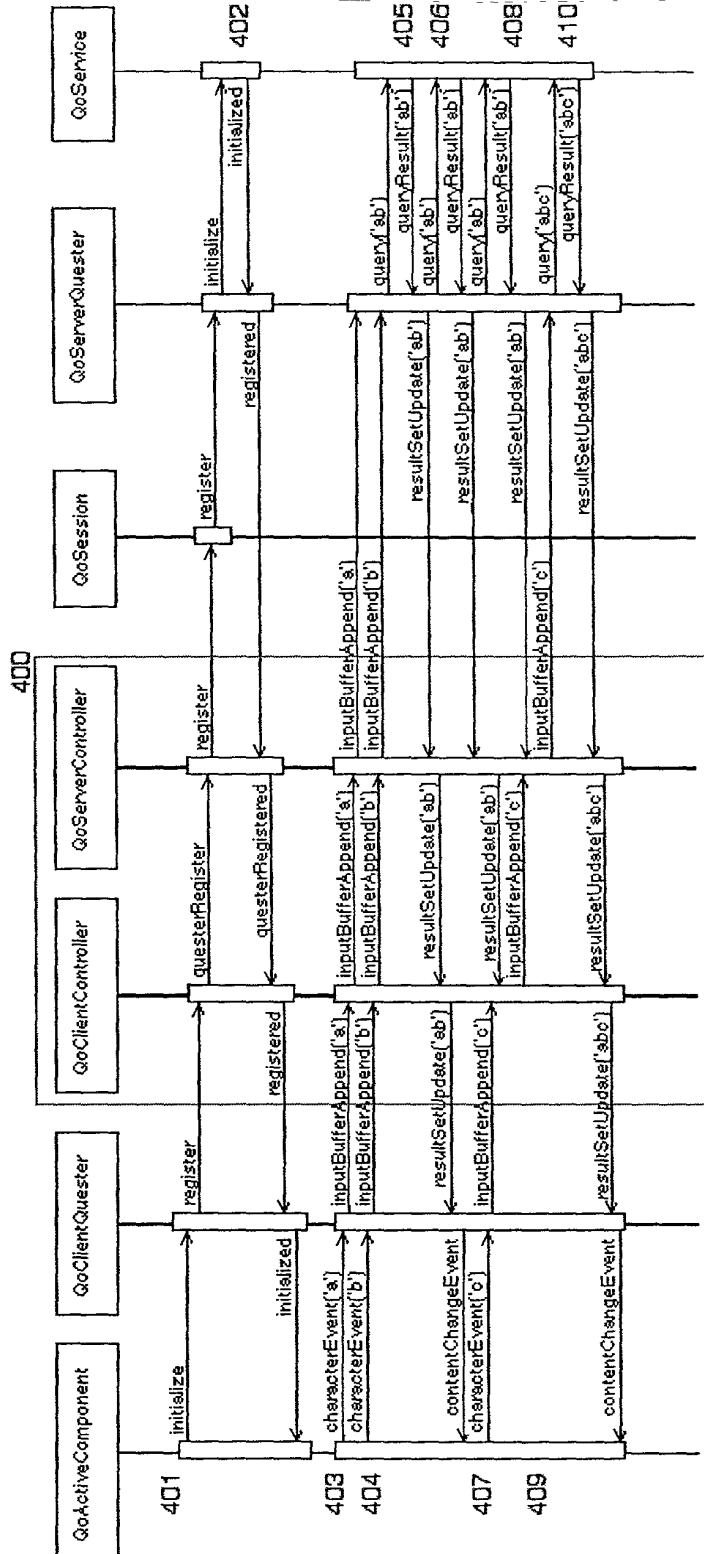 400
QoActiveComponent
QoClientQuester
QoClientController
QoServerController
QoSession
QoServerQuester
QoService
401
initialize
register
questerRegister
register
register
initialize
402
initialized
registered
questerRegistered
registered
initialized
403
characterEvent('a')
inputBufferAppend('a')
inputBufferAppend('a')
inputBufferAppend('a')
404
characterEvent('b')
inputBufferAppend('b')
inputBufferAppend('b')
inputBufferAppend('b')
query('ab')
405
queryResult('ab')
resultSetUpdate('ab')
resultSetUpdate('ab')
resultSetUpdate('ab')
contentChangeEvent
query('ab')
406
queryResult('ab')
resultSetUpdate('ab')
resultSetUpdate('ab')
407
characterEvent('c')
inputBufferAppend('c')
inputBufferAppend('c')
inputBufferAppend('c')
query('ab')
408
queryResult('ab')
resultSetUpdate('ab')
409
query('abc')
410
queryResult('abc')
resultSetUpdate('abc')
resultSetUpdate('abc')
resultSetUpdate('abc')
contentChangeEvent